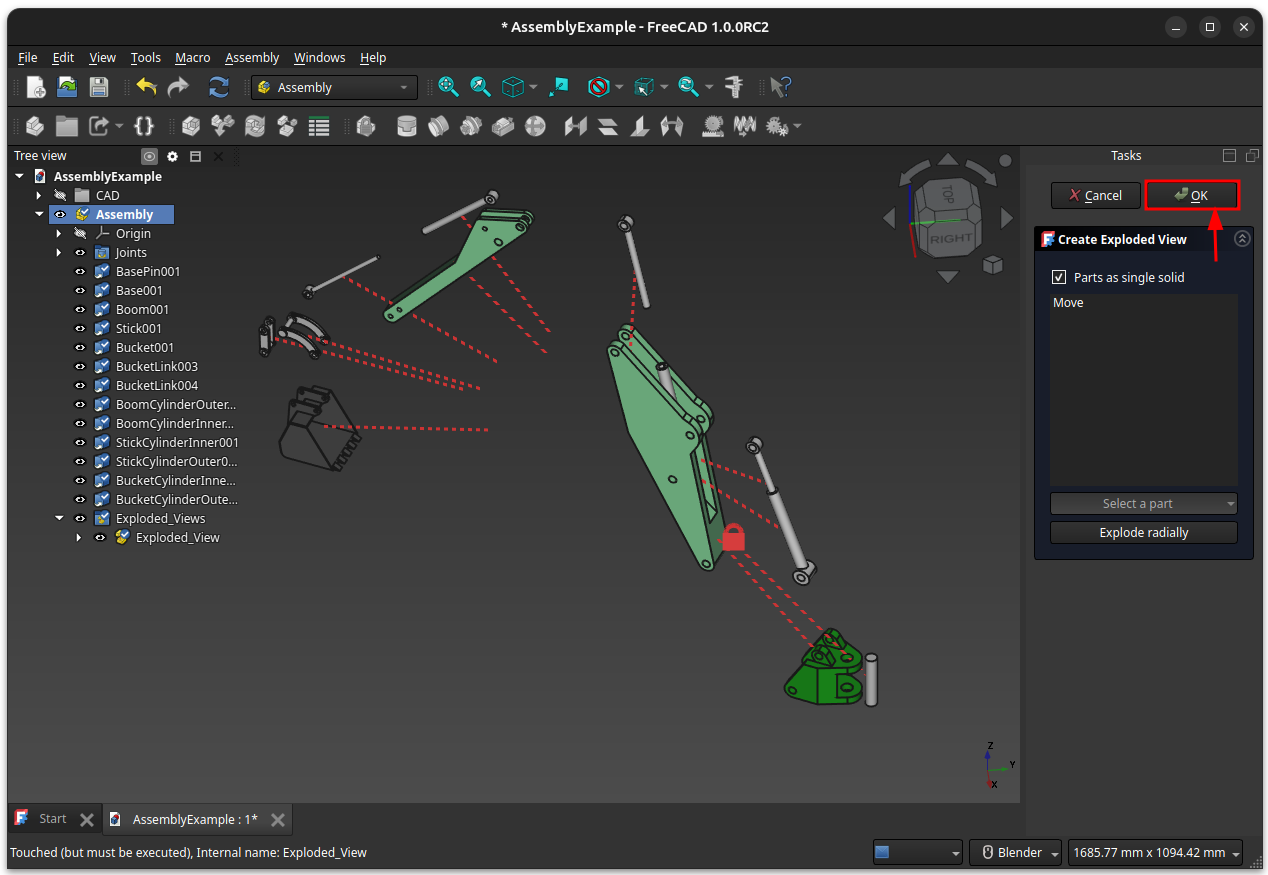 * AssemblyExample - FreeCAD 1.0.0RC2
File Edit View Tools Macro Assembly Windows Help
Assembly
Tree view
AssemblyExample
CAD
Assembly
Origin
Joints
BasePin001
Base001
Boom001
Stick001
Bucket001
BucketLink003
BucketLink004
BoomCylinderOuter...
BoomCylinderInner...
StickCylinderInner001
StickCylinderOuter0...
BucketCylinderInne...
BucketCylinderOute...
Exploded_Views
Exploded_View
TOP
RIGHT
Z
Y
X
Tasks
Cancel OK
Create Exploded View
Parts as single solid
Move
Select a part
Explode radially
Start AssemblyExample : 1*
Touched (but must be executed), Internal name: Exploded_View
Blender 1685.77 mm x 1094.42 mm